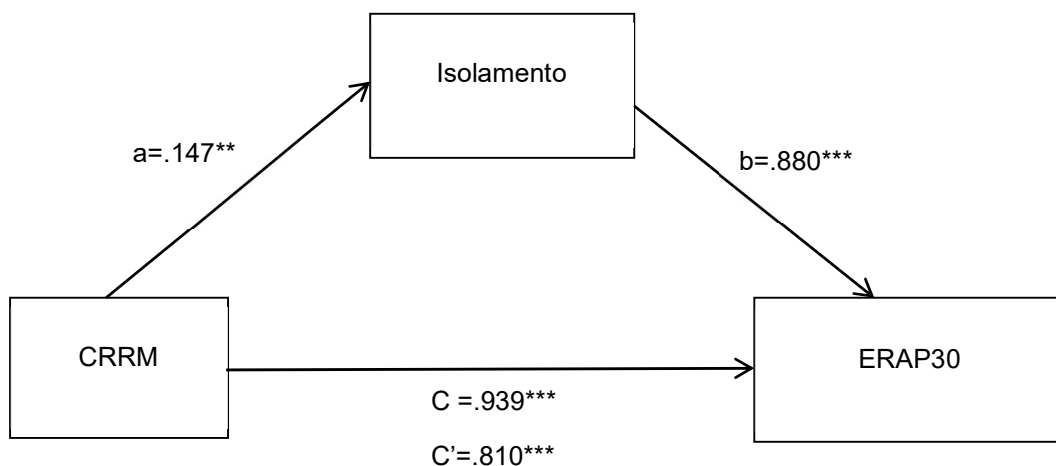 Isolamento
a=.147**
b=.880***
CRRM
ERAP30
C =.939***
C’=.810***